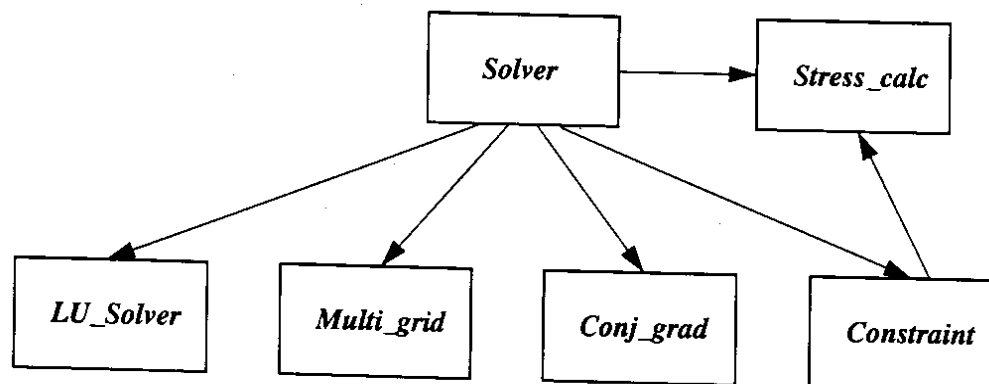 Solver
Stress_calc
LU_Solver
Multi_grid
Conj_grad
Constraint